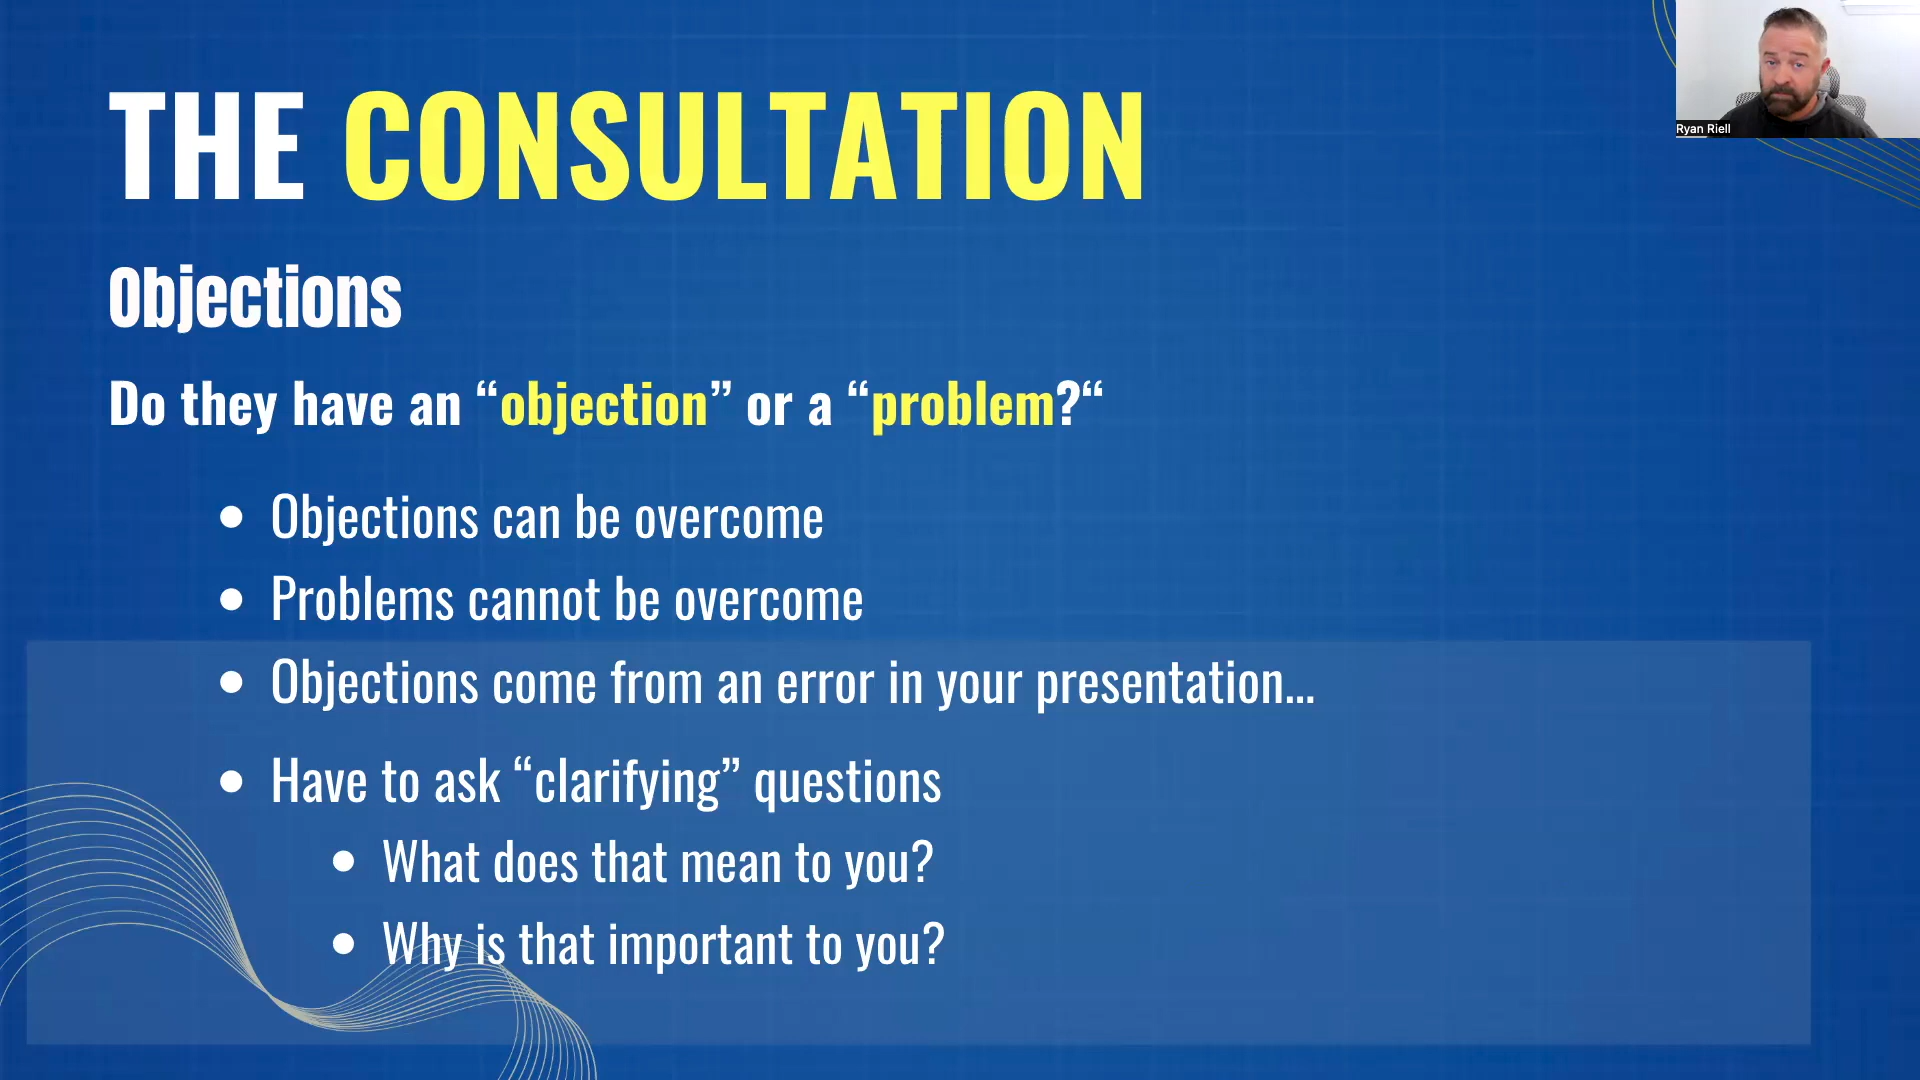 THE CONSULTATION
Ryan Riell
Objections
Do they have an “objection” or a “problem?“
• Objections can be overcome
• Problems cannot be overcome
• Objections come from an error in your presentation...
• Have to ask “clarifying” questions
• What does that mean to you?
• Why is that important to you?